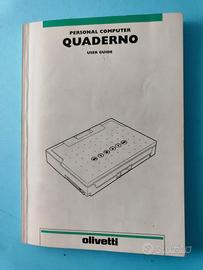 PERSONAL COMPUTER
QUADERNO
USER GUIDE
olivetti